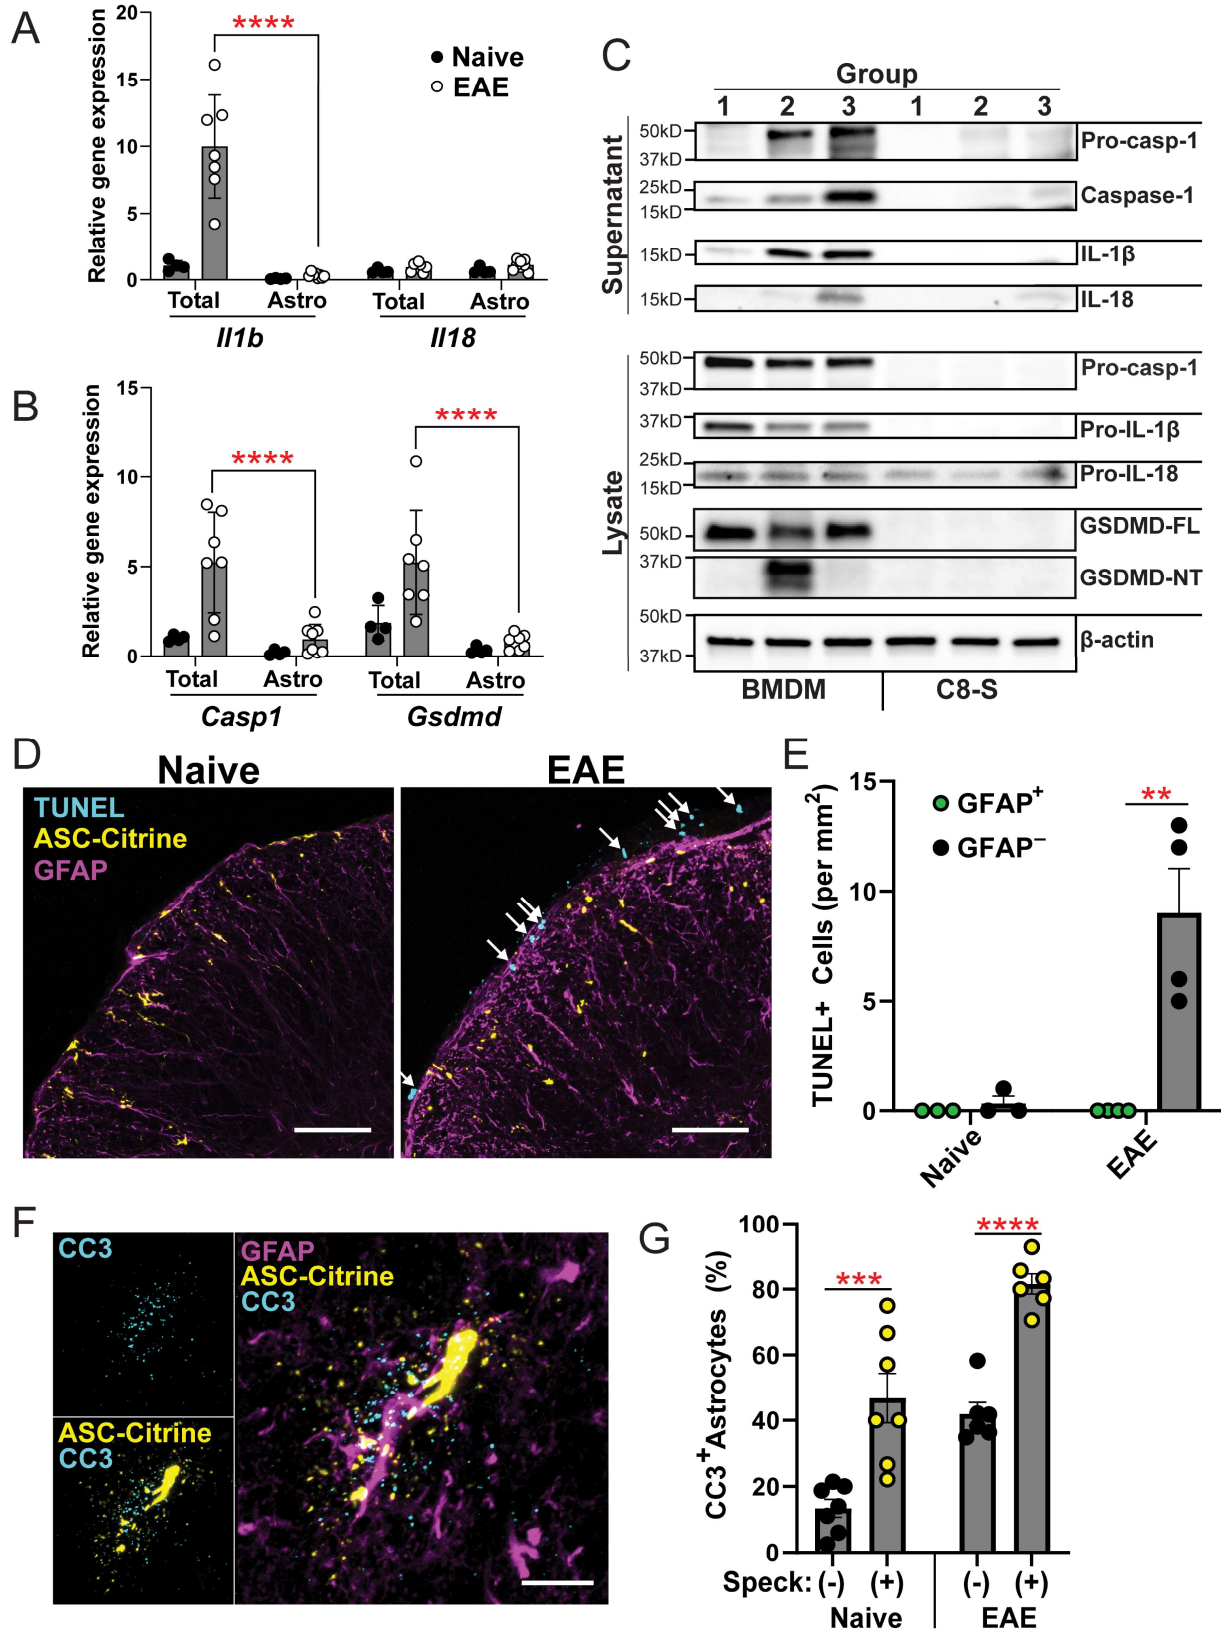 A
20
15
10
5
0
Relative gene expression
****
Naive
EAE
Total Astro Total Astro
Il1b Il18
B
15
10
5
0
Relative gene expression
****
****
Total Astro Total Astro
Casp1 Gsdmd
C
Group
1 2 3 1 2 3
Supernatant
50kD
37kD
Pro-casp-1
25kD
15kD
Caspase-1
15kD
IL-1β
15kD
IL-18
Lysate
50kD
37kD
Pro-casp-1
37kD
Pro-IL-1β
25kD
15kD
Pro-IL-18
50kD
GSDMD-FL
37kD
GSDMD-NT
50kD
37kD
β-actin
BMDM C8-S
D
Naive EAE
TUNEL
ASC-Citrine
GFAP
E
15
10
5
0
TUNEL+ Cells (per mm²)
GFAP⁺
GFAP⁻
**
Naive EAE
F
CC3
ASC-Citrine
CC3
GFAP
ASC-Citrine
CC3
G
100
80
60
40
20
0
CC3⁺Astrocytes (%)
***
****
Speck: (-) (+) (-) (+)
Naive EAE